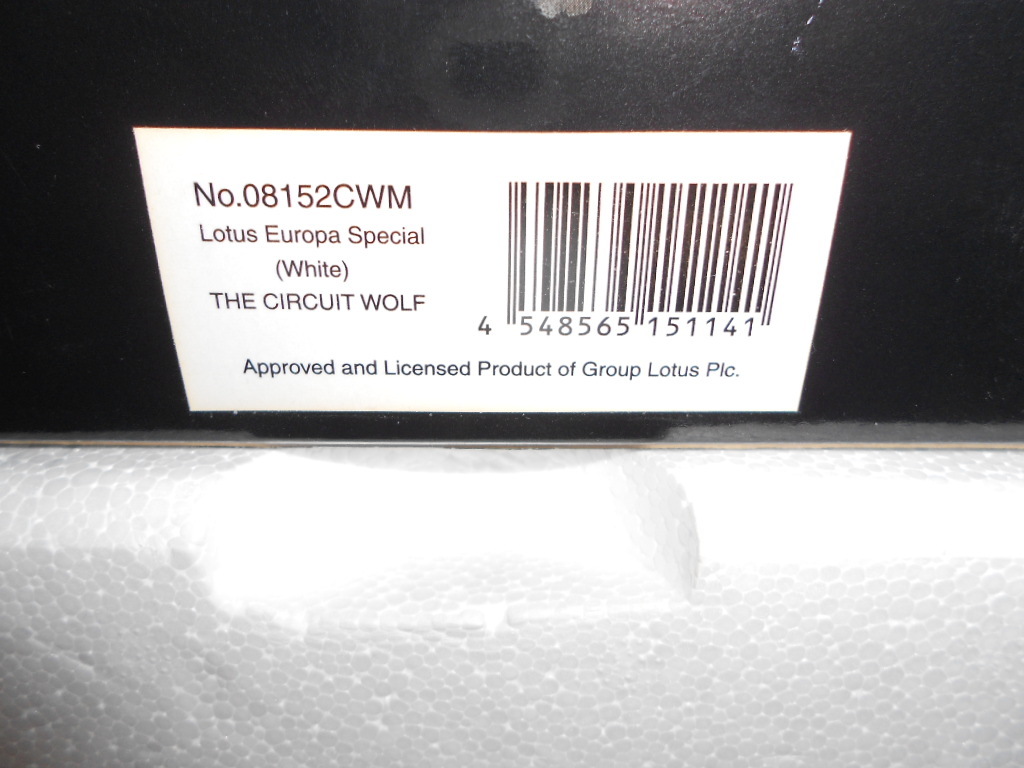 No.08152CWM
Lotus Europa Special
(White)
THE CIRCUIT WOLF
4 548565 151141
Approved and Licensed Product of Group Lotus Plc.